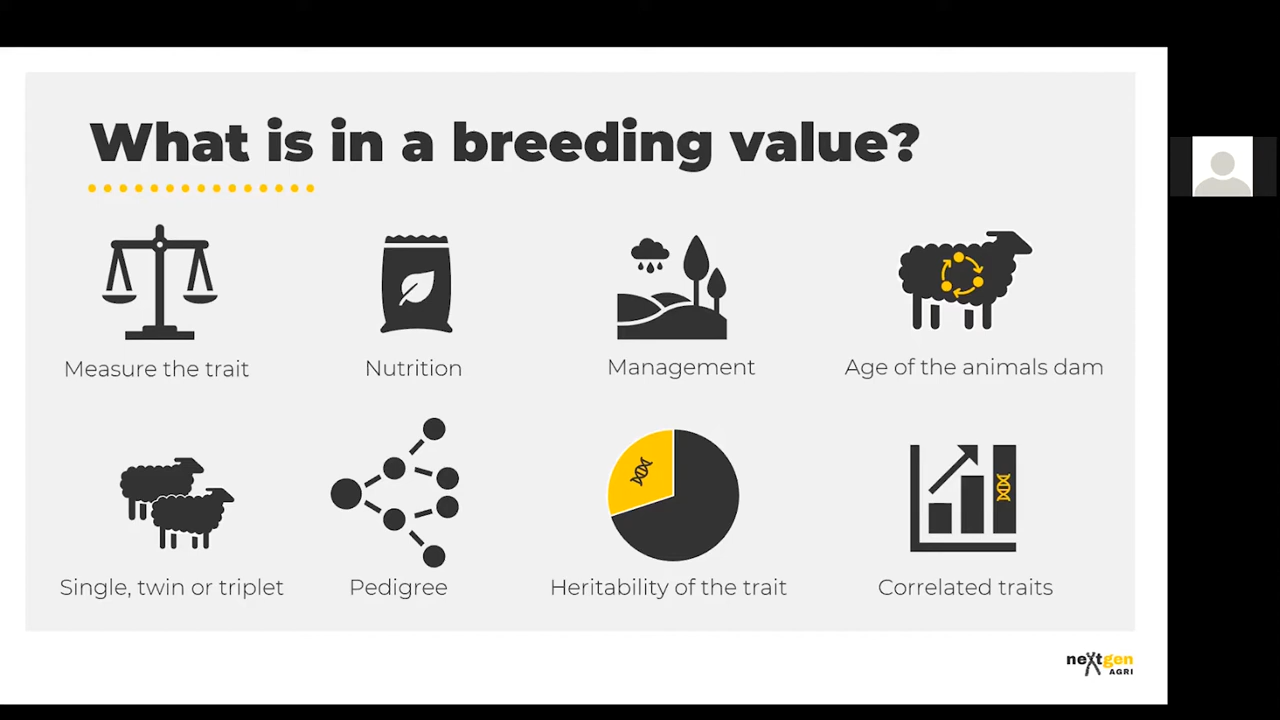 What is in a breeding value?
Measure the trait
Nutrition
Management
Age of the animals dam
Single, twin or triplet
Pedigree
Heritability of the trait
Correlated traits
nextgen
AGRI